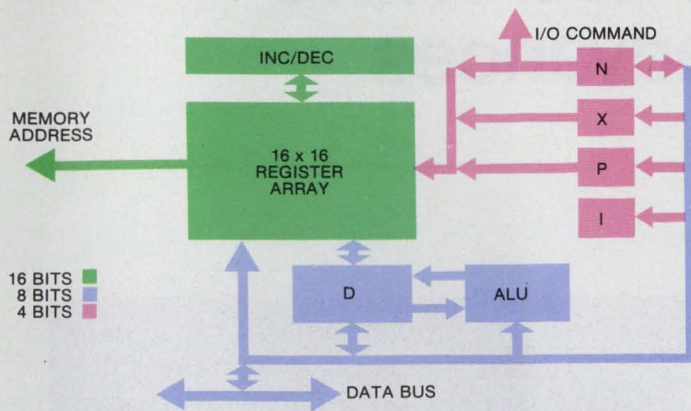 I/O COMMAND
INC/DEC
N
MEMORY
ADDRESS
X
16 x 16
REGISTER
ARRAY
P
I
16 BITS
8 BITS
4 BITS
D
ALU
DATA BUS